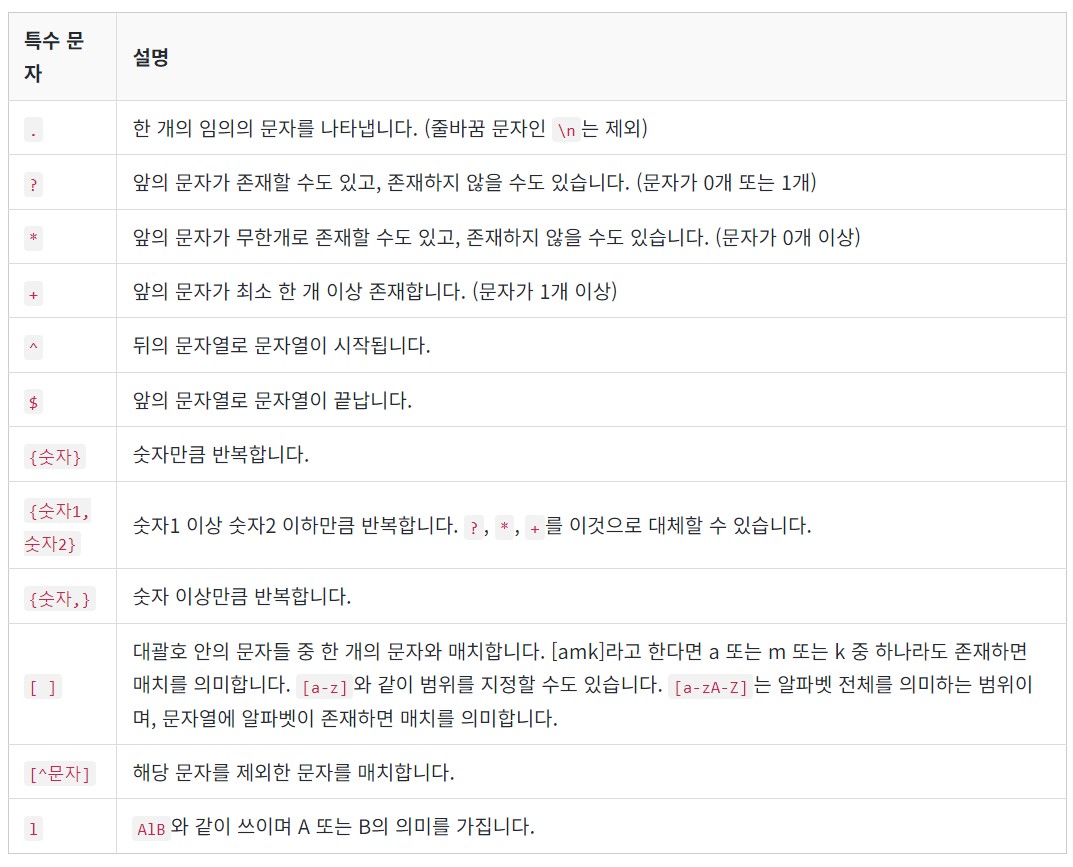 특수 문
자
설명
.
한 개의 임의의 문자를 나타냅니다. (줄바꿈 문자인 \n는 제외)
?
앞의 문자가 존재할 수도 있고, 존재하지 않을 수도 있습니다. (문자가 0개 또는 1개)
*
앞의 문자가 무한개로 존재할 수도 있고, 존재하지 않을 수도 있습니다. (문자가 0개 이상)
+
앞의 문자가 최소 한 개 이상 존재합니다. (문자가 1개 이상)
^
뒤의 문자열로 문자열이 시작됩니다.
$
앞의 문자열로 문자열이 끝납니다.
{숫자}
숫자만큼 반복합니다.
{숫자1,
숫자2}
숫자1 이상 숫자2 이하만큼 반복합니다. ?, *, +를 이것으로 대체할 수 있습니다.
{숫자,}
숫자 이상만큼 반복합니다.
[ ]
대괄호 안의 문자들 중 한 개의 문자와 매치합니다. [amk]라고 한다면 a 또는 m 또는 k 중 하나라도 존재하면
매치를 의미합니다. [a-z]와 같이 범위를 지정할 수도 있습니다. [a-zA-Z]는 알파벳 전체를 의미하는 범위이
며, 문자열에 알파벳이 존재하면 매치를 의미합니다.
[^문자]
해당 문자를 제외한 문자를 매치합니다.
l
AlB와 같이 쓰이며 A 또는 B의 의미를 가집니다.